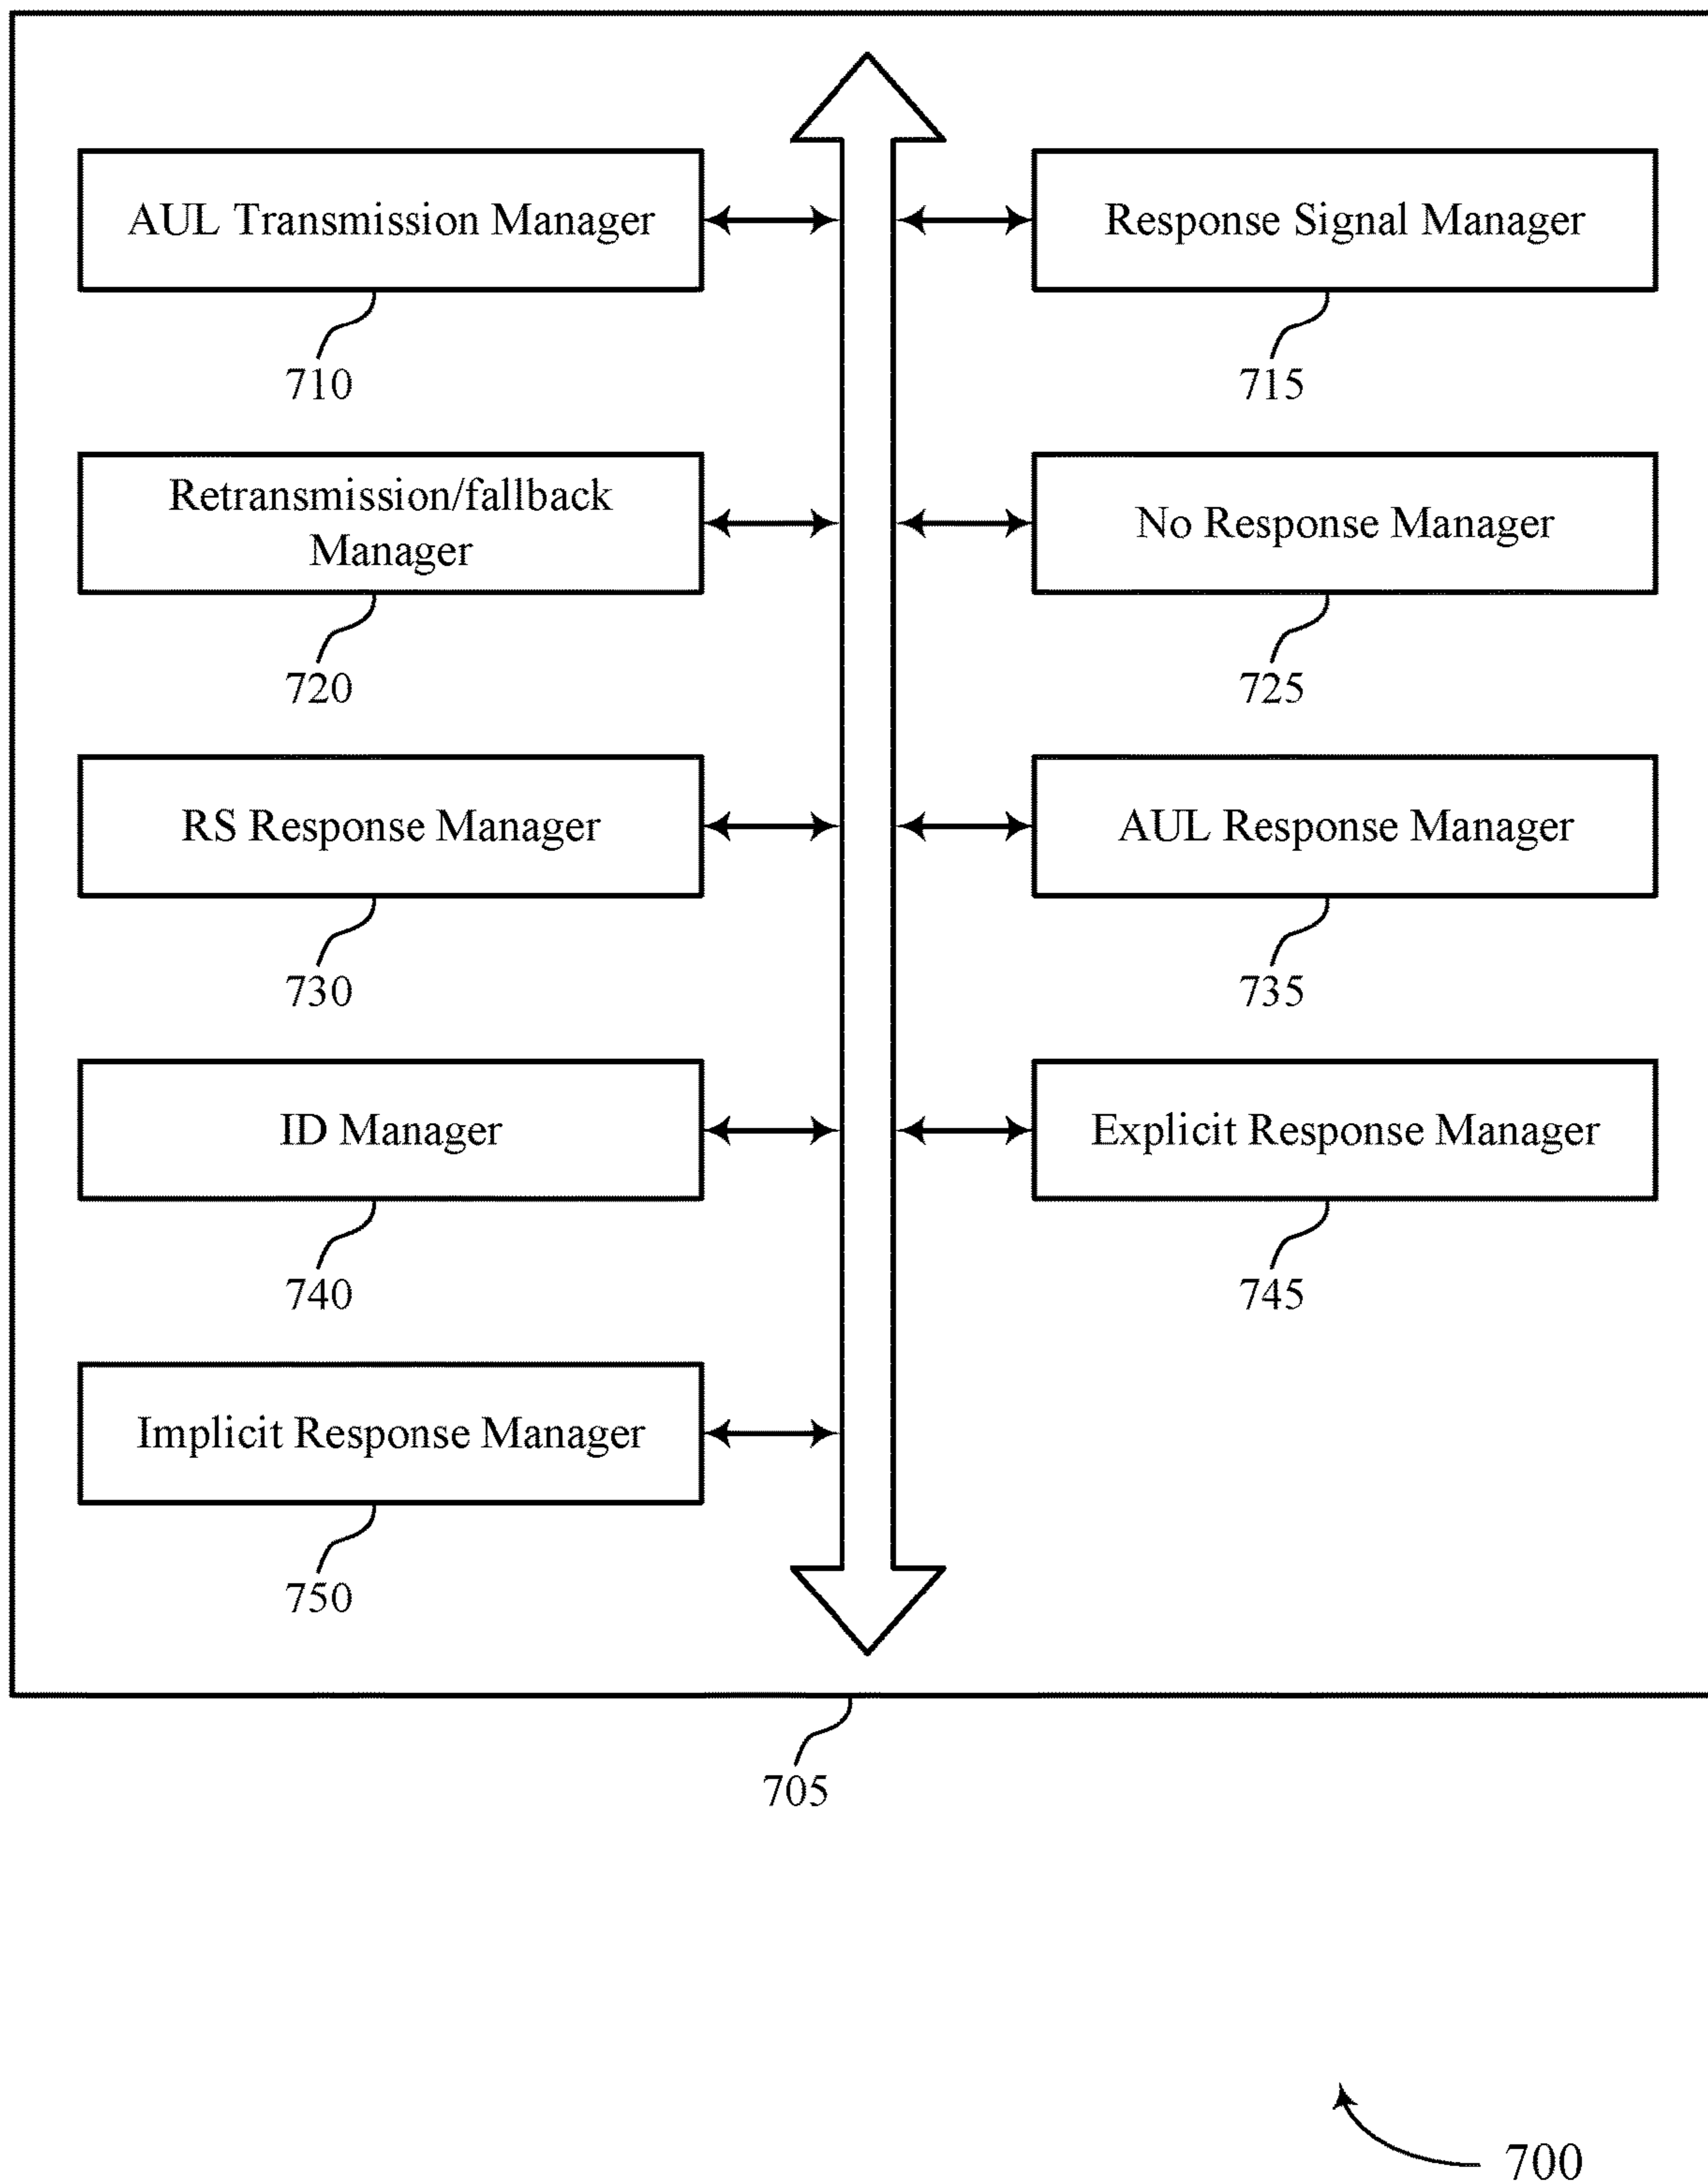 AUL Transmission Manager
710
Response Signal Manager
715
Retransmission/fallback
Manager
720
No Response Manager
725
RS Response Manager
730
AUL Response Manager
735
ID Manager
740
Explicit Response Manager
745
Implicit Response Manager
750
705
700